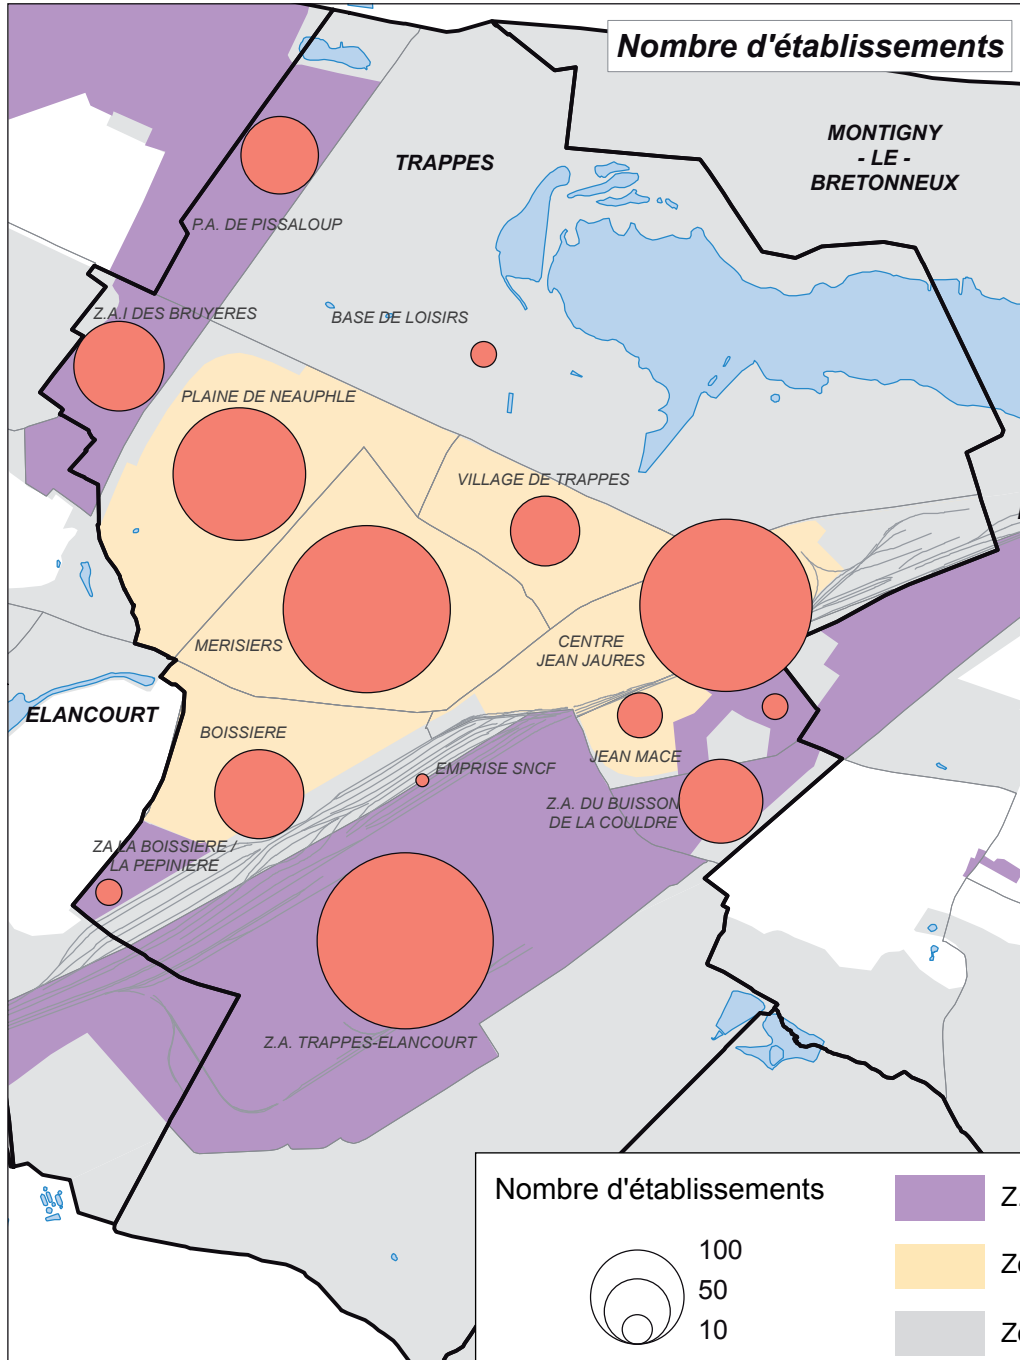 Nombre d'établissements
MONTIGNY
- LE -
BRETONNEUX
TRAPPES
P.A. DE PISSALOUP
Z.A.I DES BRUYERES
BASE DE LOISIRS
PLAINE DE NEAUPHLE
VILLAGE DE TRAPPES
MERISIERS
CENTRE
JEAN JAURES
ELANCOURT
BOISSIERE
JEAN MACE
EMPRISE SNCF
Z.A. DU BUISSON
DE LA COULDRE
ZA LA BOISSIERE /
LA PEPINIERE
Z.A. TRAPPES-ELANCOURT
Nombre d'établissements
100
50
10
Z.
Zo
Zo